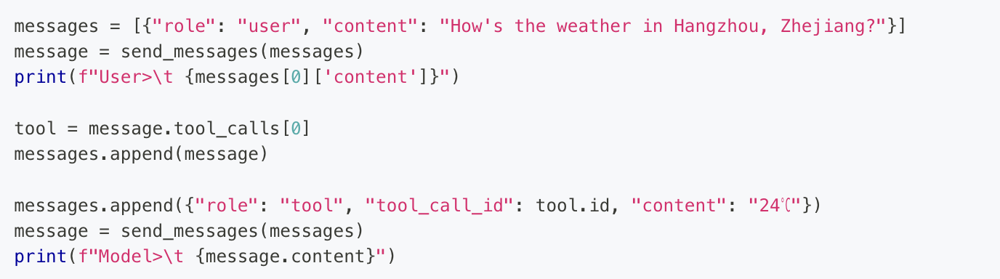 messages = [{"role": "user", "content": "How's the weather in Hangzhou, Zhejiang?"}]
message = send_messages(messages)
print(f"User>\t {messages[0]['content']}")

tool = message.tool_calls[0]
messages.append(message)

messages.append({"role": "tool", "tool_call_id": tool.id, "content": "24℃"})
message = send_messages(messages)
print(f"Model>\t {message.content}")